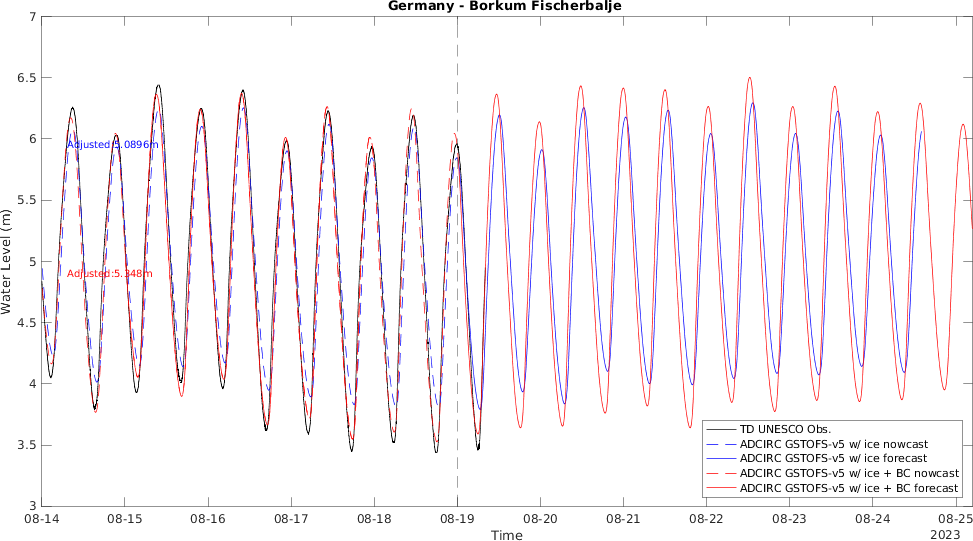 Germany - Borkum Fischerbalje
7
6.5
6
5.5
5
4.5
4
3.5
3
Water Level (m)
Adjusted:5.0896m
Adjusted:5.348m
TD UNESCO Obs.
ADCIRC GSTOFS-v5 w/ ice nowcast
ADCIRC GSTOFS-v5 w/ ice forecast
ADCIRC GSTOFS-v5 w/ ice + BC nowcast
ADCIRC GSTOFS-v5 w/ ice + BC forecast
08-14 08-15 08-16 08-17 08-18 08-19 08-20 08-21 08-22 08-23 08-24 08-25
Time
2023